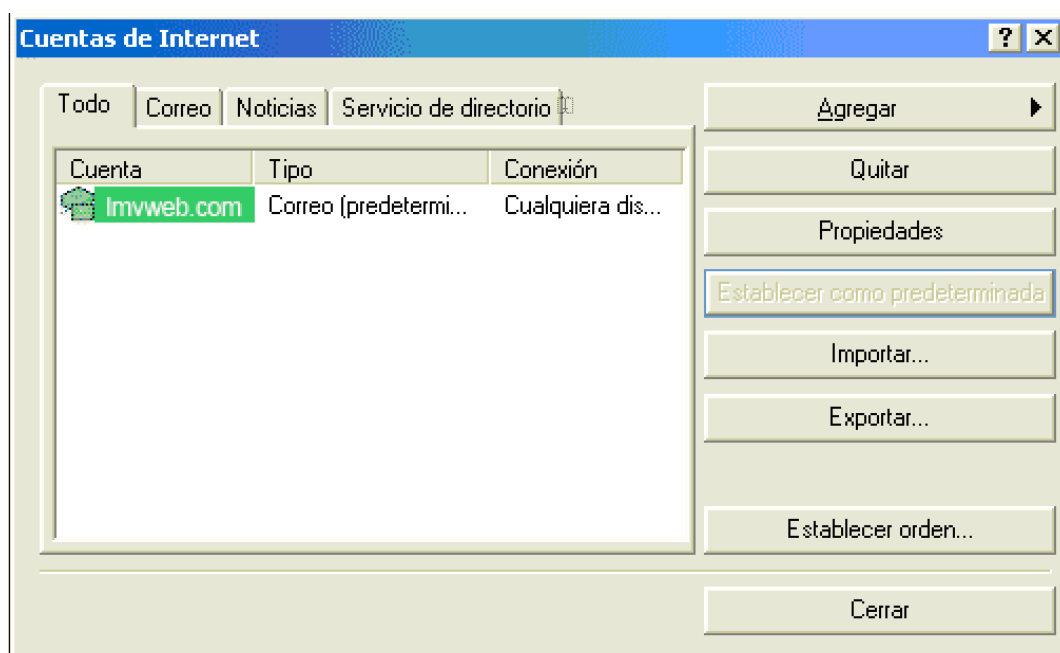 Cuentas de Internet
Todo Correo Noticias Servicio de directorio
Agregar
Cuenta Tipo Conexión
Quitar
lmvweb.com Correo (predetermi... Cualquiera dis...
Propiedades
Establecer como predeterminada
Importar...
Exportar...
Establecer orden...
Cerrar